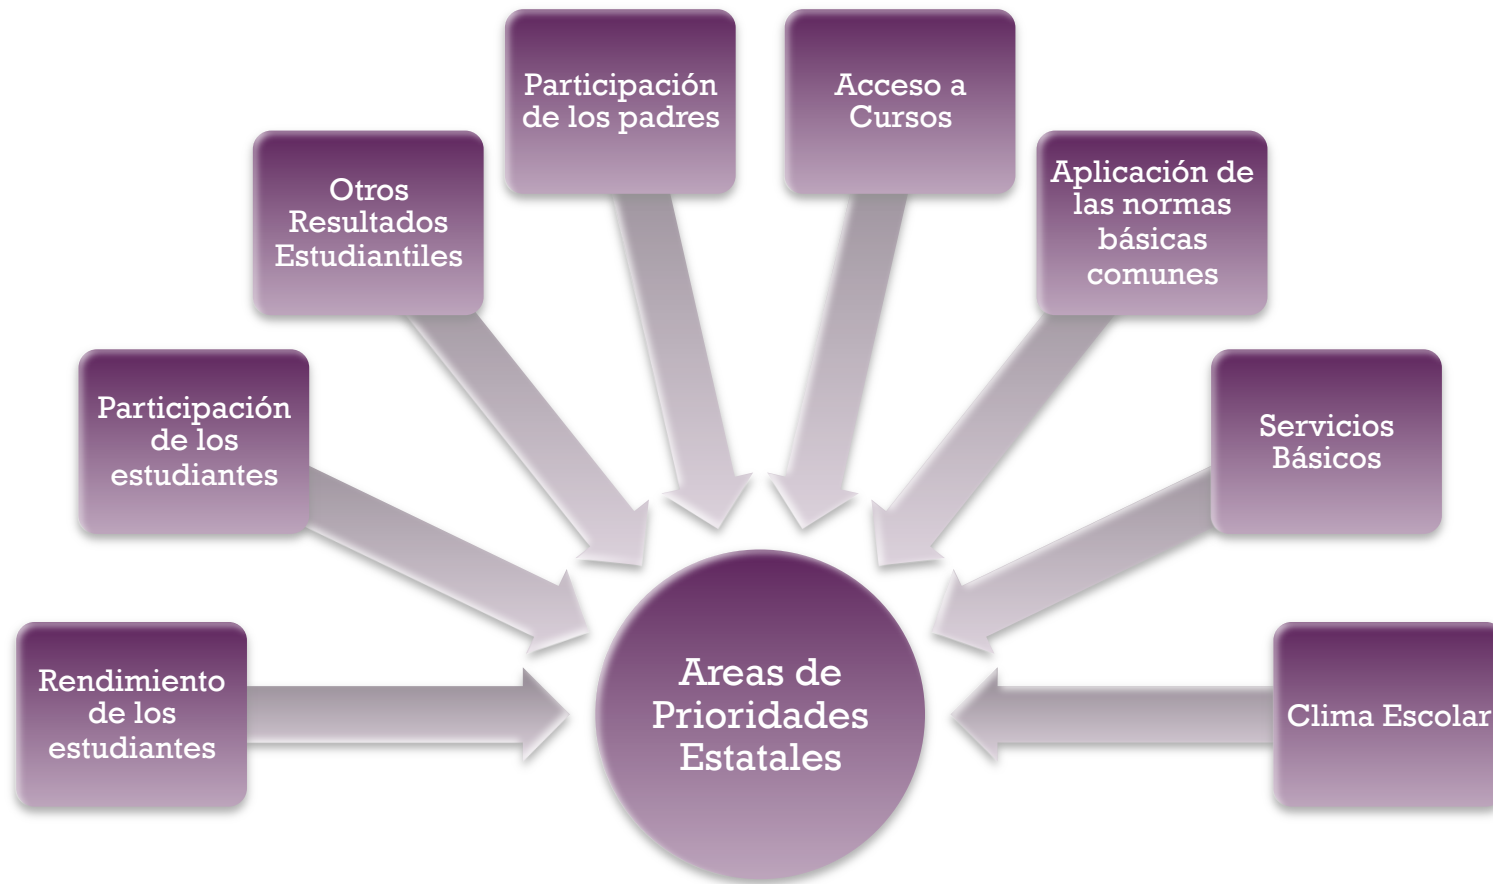 Participación
de los padres
Acceso a
Cursos
Otros
Resultados
Estudiantiles
Aplicación de
las normas
básicas
comunes
Participación
de los
estudiantes
Servicios
Básicos
Rendimiento
de los
estudiantes
Areas de
Prioridades
Estatales
Clima Escolar